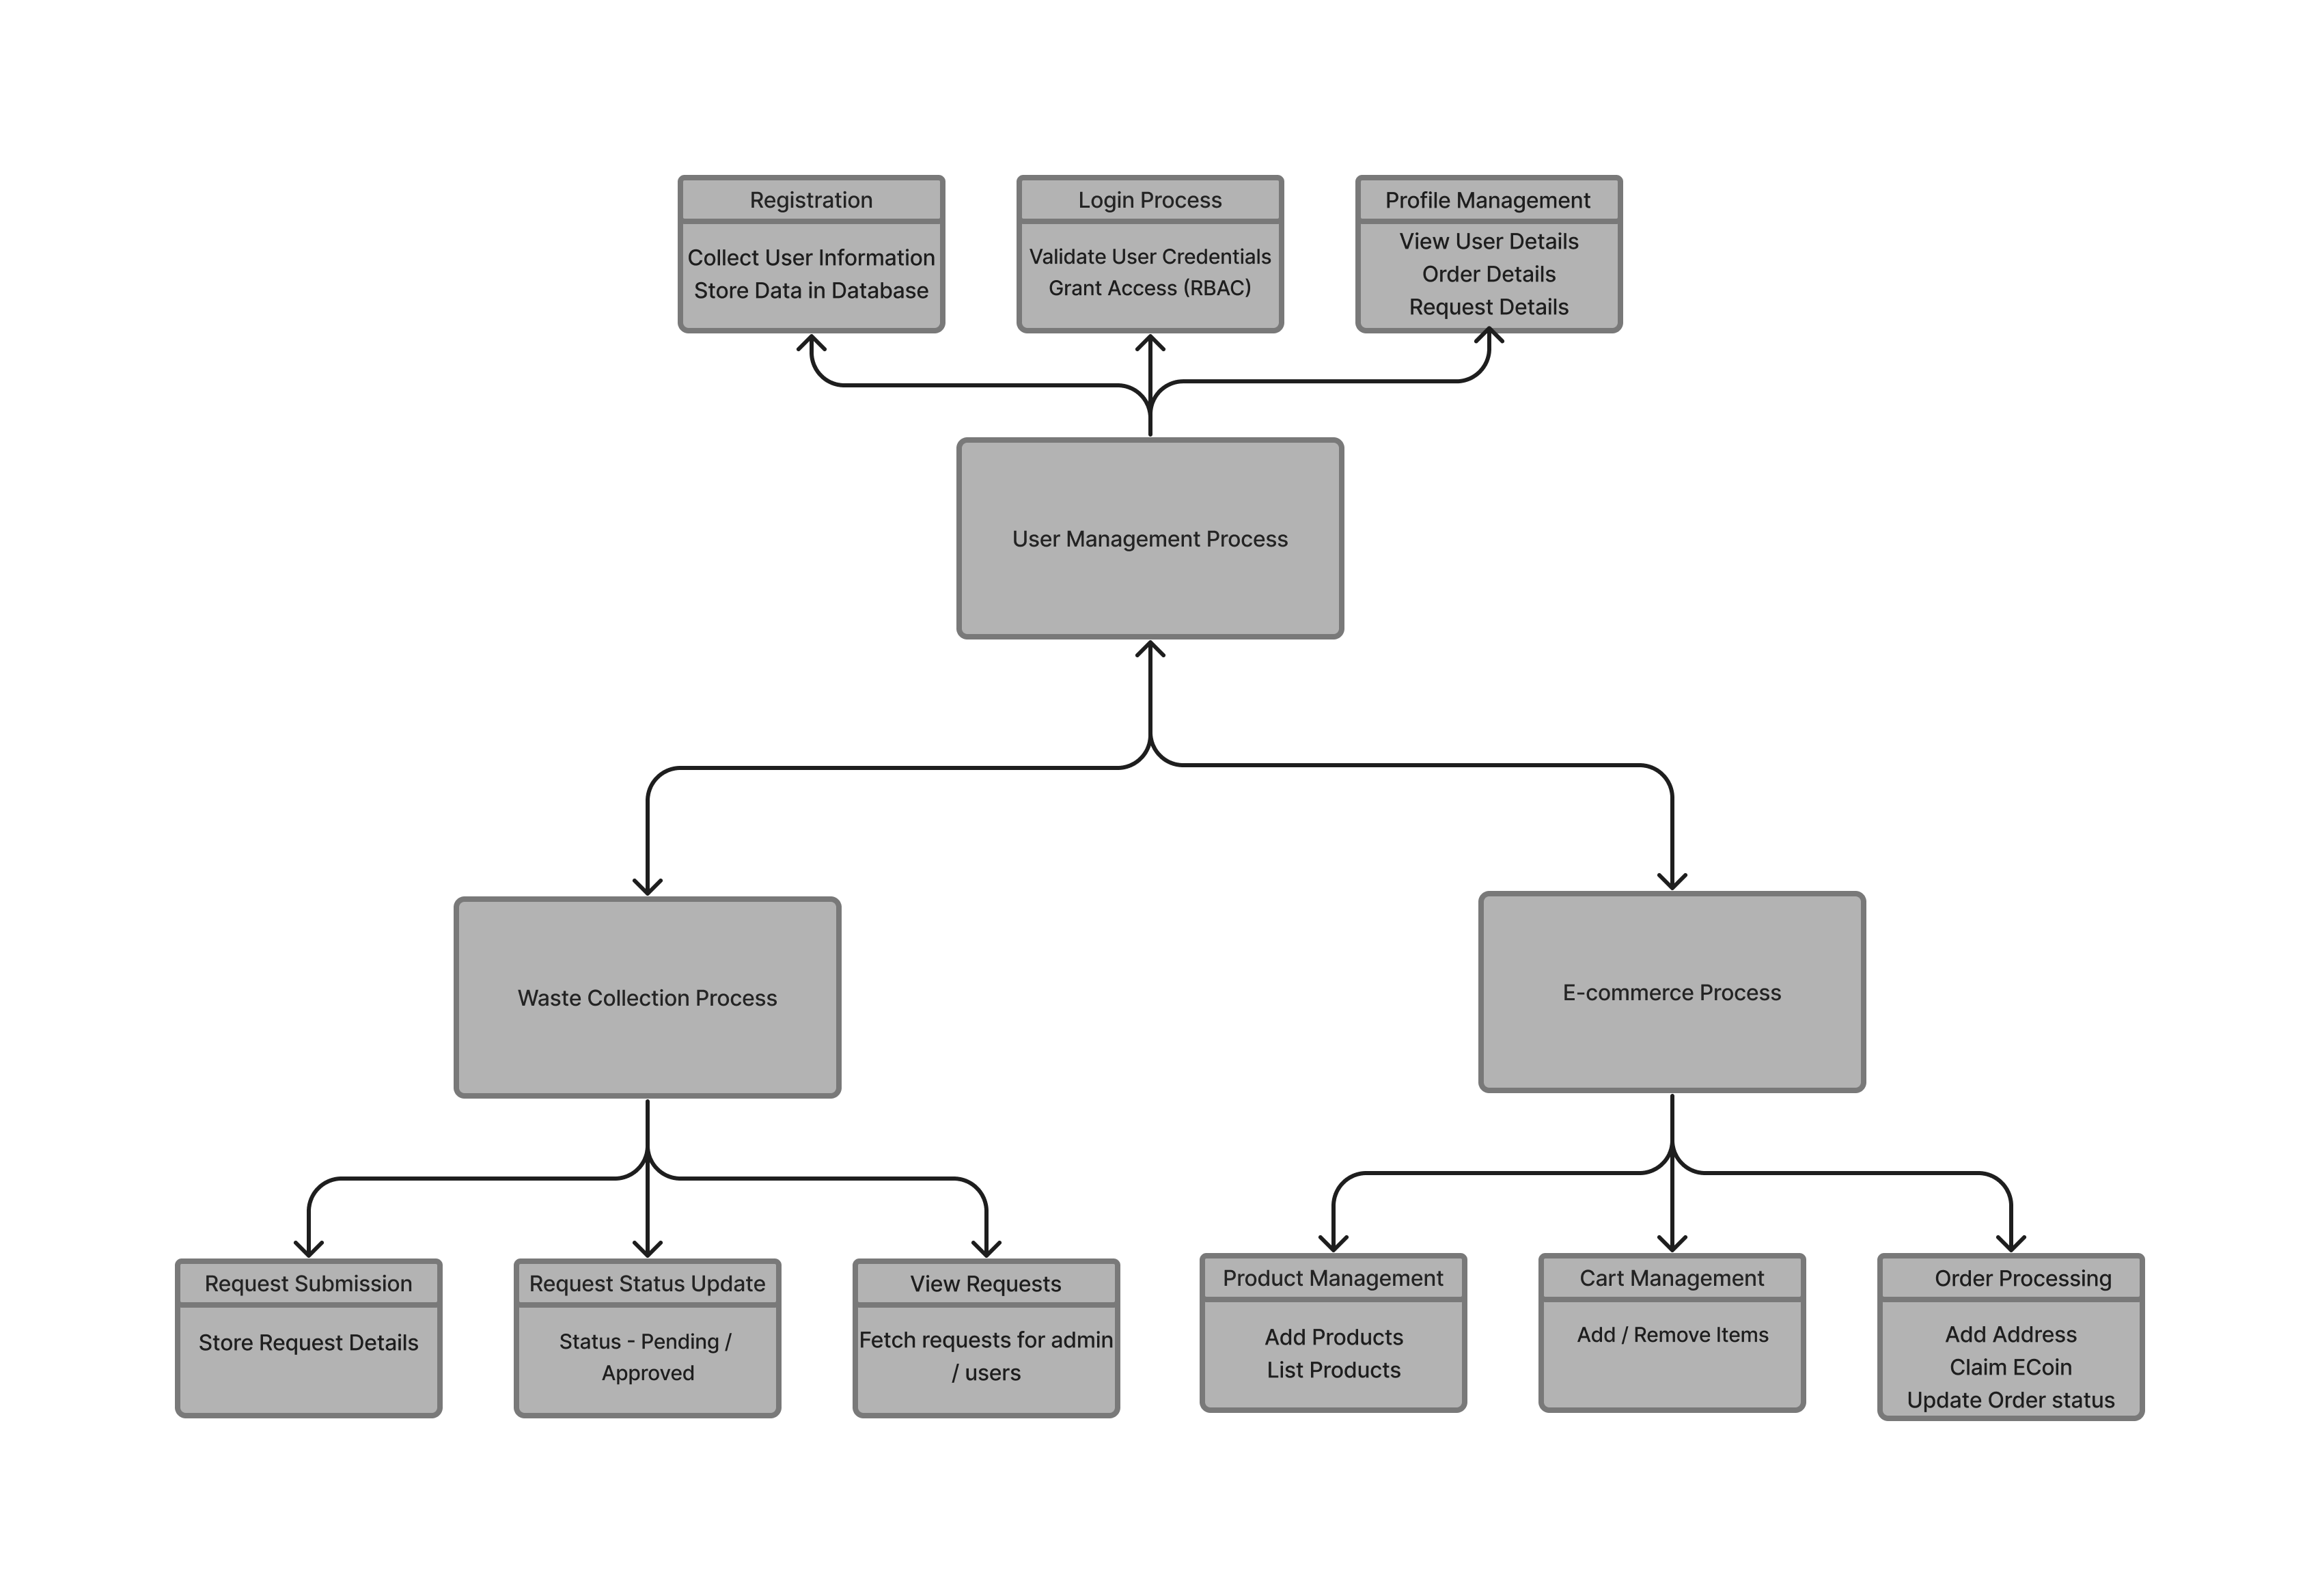 Registration
Collect User Information
Store Data in Database
Login Process
Validate User Credentials
Grant Access (RBAC)
Profile Management
View User Details
Order Details
Request Details
User Management Process
Waste Collection Process
E-commerce Process
Request Submission
Store Request Details
Request Status Update
Status - Pending /
Approved
View Requests
Fetch requests for admin
/ users
Product Management
Add Products
List Products
Cart Management
Add / Remove Items
Order Processing
Add Address
Claim ECoin
Update Order status